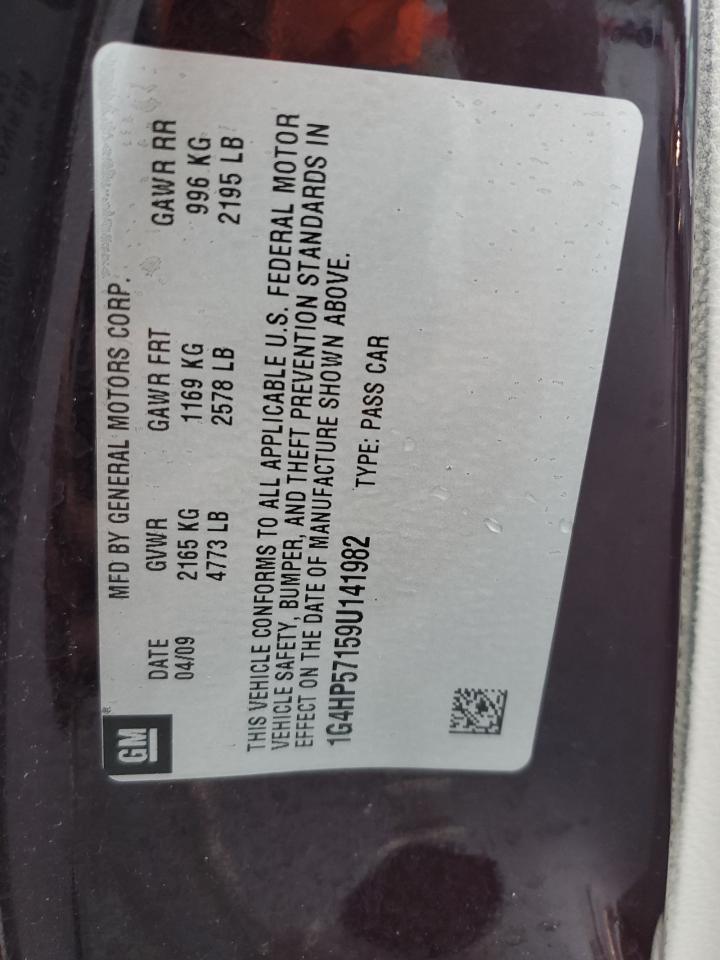 GM
MFD BY GENERAL MOTORS CORP.
DATE GVWR GAWR FRT GAWR RR
04/09 2165 KG 1169 KG 996 KG
4773 LB 2578 LB 2195 LB
THIS VEHICLE CONFORMS TO ALL APPLICABLE U.S. FEDERAL MOTOR
VEHICLE SAFETY, BUMPER, AND THEFT PREVENTION STANDARDS IN
EFFECT ON THE DATE OF MANUFACTURE SHOWN ABOVE.
1G4HP57159U141982 TYPE: PASS CAR